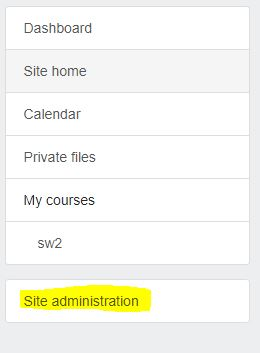 Dashboard
Site home
Calendar
Private files
My courses
sw2
Site administration